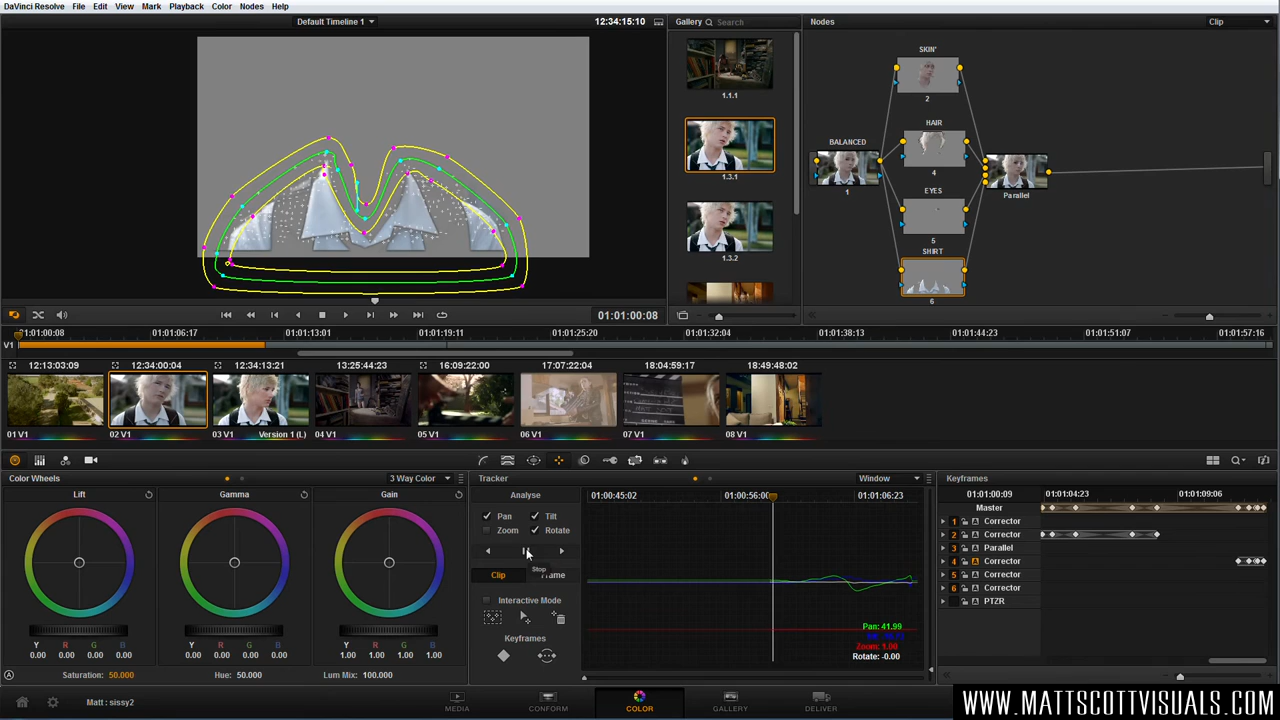 DaVinci Resolve File Edit View Mark Playback Color Nodes Help
Default Timeline 1
12:34:15:10
Gallery Search
Nodes
Clip
1.1.1
1.3.1
1.3.2
SKIN'
2
HAIR
4
BALANCED
1
EYES
5
Parallel
SHIRT
6
01:01:00:08
01:01:00:08 01:01:06:17 01:01:13:01 01:01:19:11 01:01:25:20 01:01:32:04 01:01:38:13 01:01:44:23 01:01:51:07 01:01:57:16
V1
12:13:03:09 12:34:00:04 12:34:13:21 13:25:44:23 16:09:22:00 17:07:22:04 18:04:59:17 18:49:48:02
01 V1 02 V1 03 V1 Version 1 (L) 04 V1 05 V1 06 V1 07 V1 08 V1
Color Wheels
3 Way Color
Lift
Gamma
Gain
Y R G B
0.00 0.00 0.00 0.00
Y R G B
0.00 0.00 0.00 0.00
Y R G B
1.00 1.00 1.00 1.00
Saturation: 50.000
Hue: 50.000
Lum Mix: 100.000
Tracker
Window
Analyse
Pan Tilt
Zoom Rotate
Stop
Clip
Interactive Mode
Keyframes
01:00:45:02 01:00:56:00 01:01:06:23
Pan: 41.99
Zoom: 1.00
Rotate: -0.00
Keyframes
01:01:00:09 01:01:04:23 01:01:09:06
Master
1 Corrector
2 Corrector
3 Parallel
4 Corrector
5 Corrector
6 Corrector
PTZR
Matt : sissy2
MEDIA
CONFORM
COLOR
GALLERY
DELIVER
WWW.MATTSCOTTVISUALS.COM